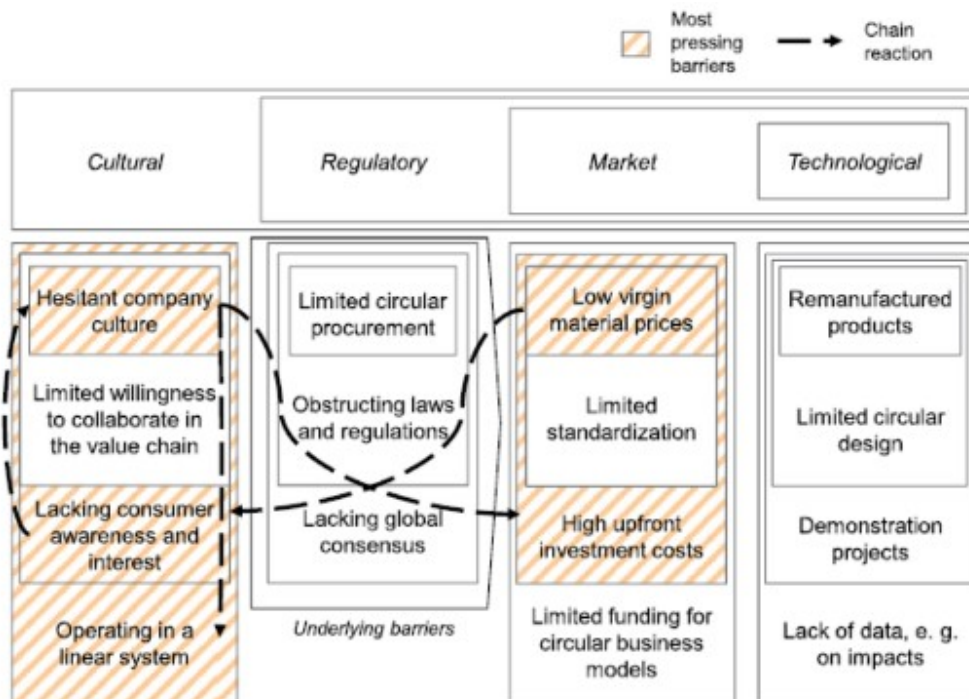 Most
pressing
barriers
Chain
reaction
Cultural
Regulatory
Market
Technological
Hesitant company
culture
Limited willingness
to collaborate in
the value chain
Lacking consumer
awareness and
interest
Operating in a
linear system
Limited circular
procurement
Obstructing laws
and regulations
Lacking global
consensus
Underlying barriers
Low virgin
material prices
Limited
standardization
High upfront
investment costs
Limited funding for
circular business
models
Remanufactured
products
Limited circular
design
Demonstration
projects
Lack of data, e. g.
on impacts